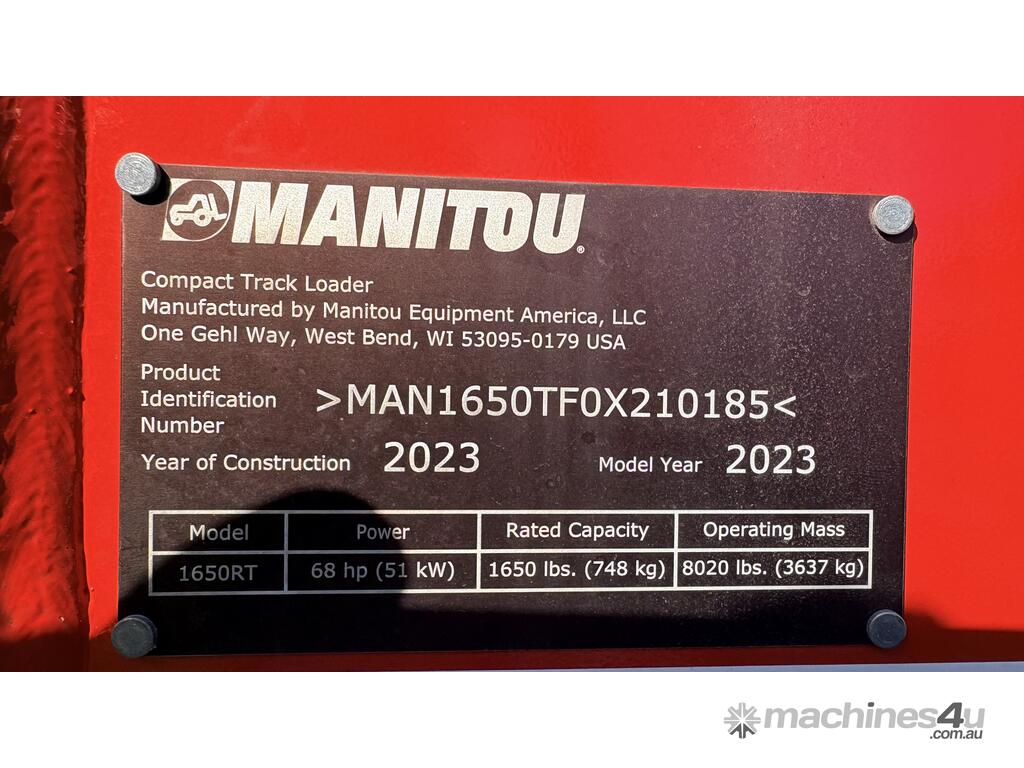 MANITOU®
Compact Track Loader
Manufactured by Manitou Equipment America, LLC
One Gehl Way, West Bend, WI 53095-0179 USA
Product
Identification
Number
>MAN1650TF0X210185<
Year of Construction 2023 Model Year 2023
Model Power Rated Capacity Operating Mass
1650RT 68 hp (51 kW) 1650 lbs. (748 kg) 8020 lbs. (3637 kg)
machines4u
.com.au